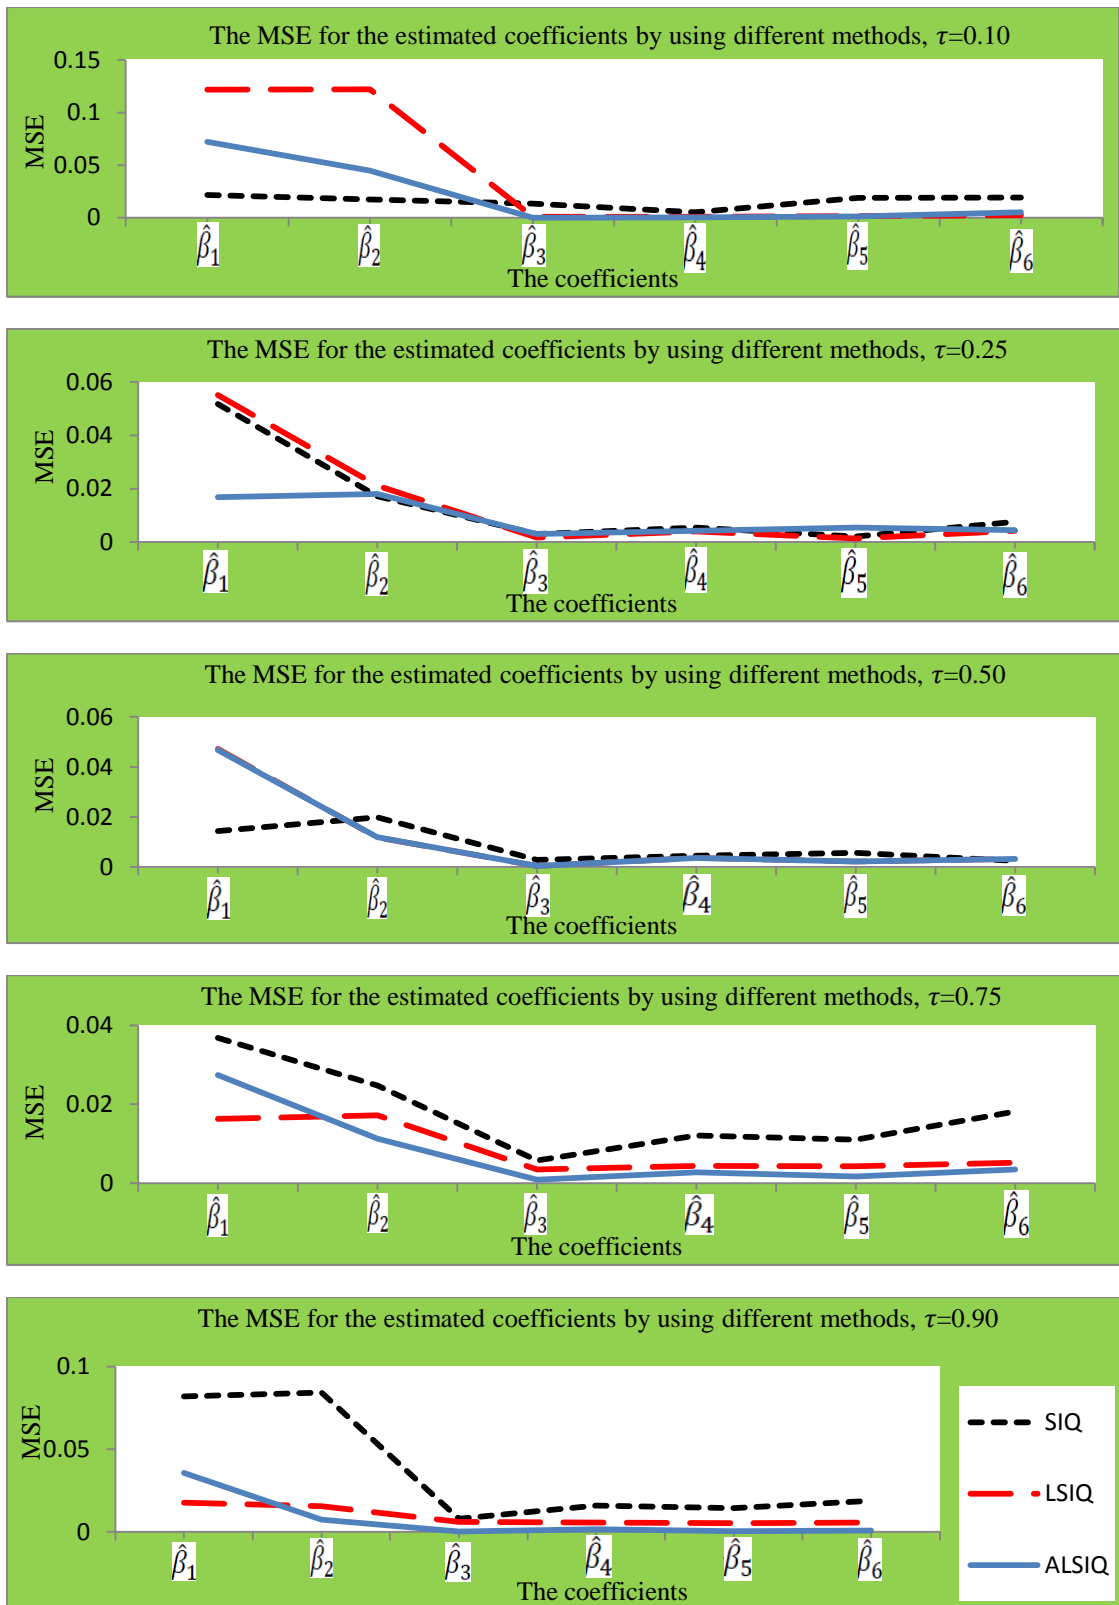 The MSE for the estimated coefficients by using different methods, τ=0.10
0.15
0.1
0.05
0
MSE
β̂₁ β̂₂ β̂₃ β̂₄ β̂₅ β̂₆
The coefficients
The MSE for the estimated coefficients by using different methods, τ=0.25
0.06
0.04
0.02
0
MSE
β̂₁ β̂₂ β̂₃ β̂₄ β̂₅ β̂₆
The coefficients
The MSE for the estimated coefficients by using different methods, τ=0.50
0.06
0.04
0.02
0
MSE
β̂₁ β̂₂ β̂₃ β̂₄ β̂₅ β̂₆
The coefficients
The MSE for the estimated coefficients by using different methods, τ=0.75
0.04
0.02
0
MSE
β̂₁ β̂₂ β̂₃ β̂₄ β̂₅ β̂₆
The coefficients
The MSE for the estimated coefficients by using different methods, τ=0.90
0.1
0.05
0
MSE
β̂₁ β̂₂ β̂₃ β̂₄ β̂₅ β̂₆
The coefficients
SIQ
LSIQ
ALSIQ